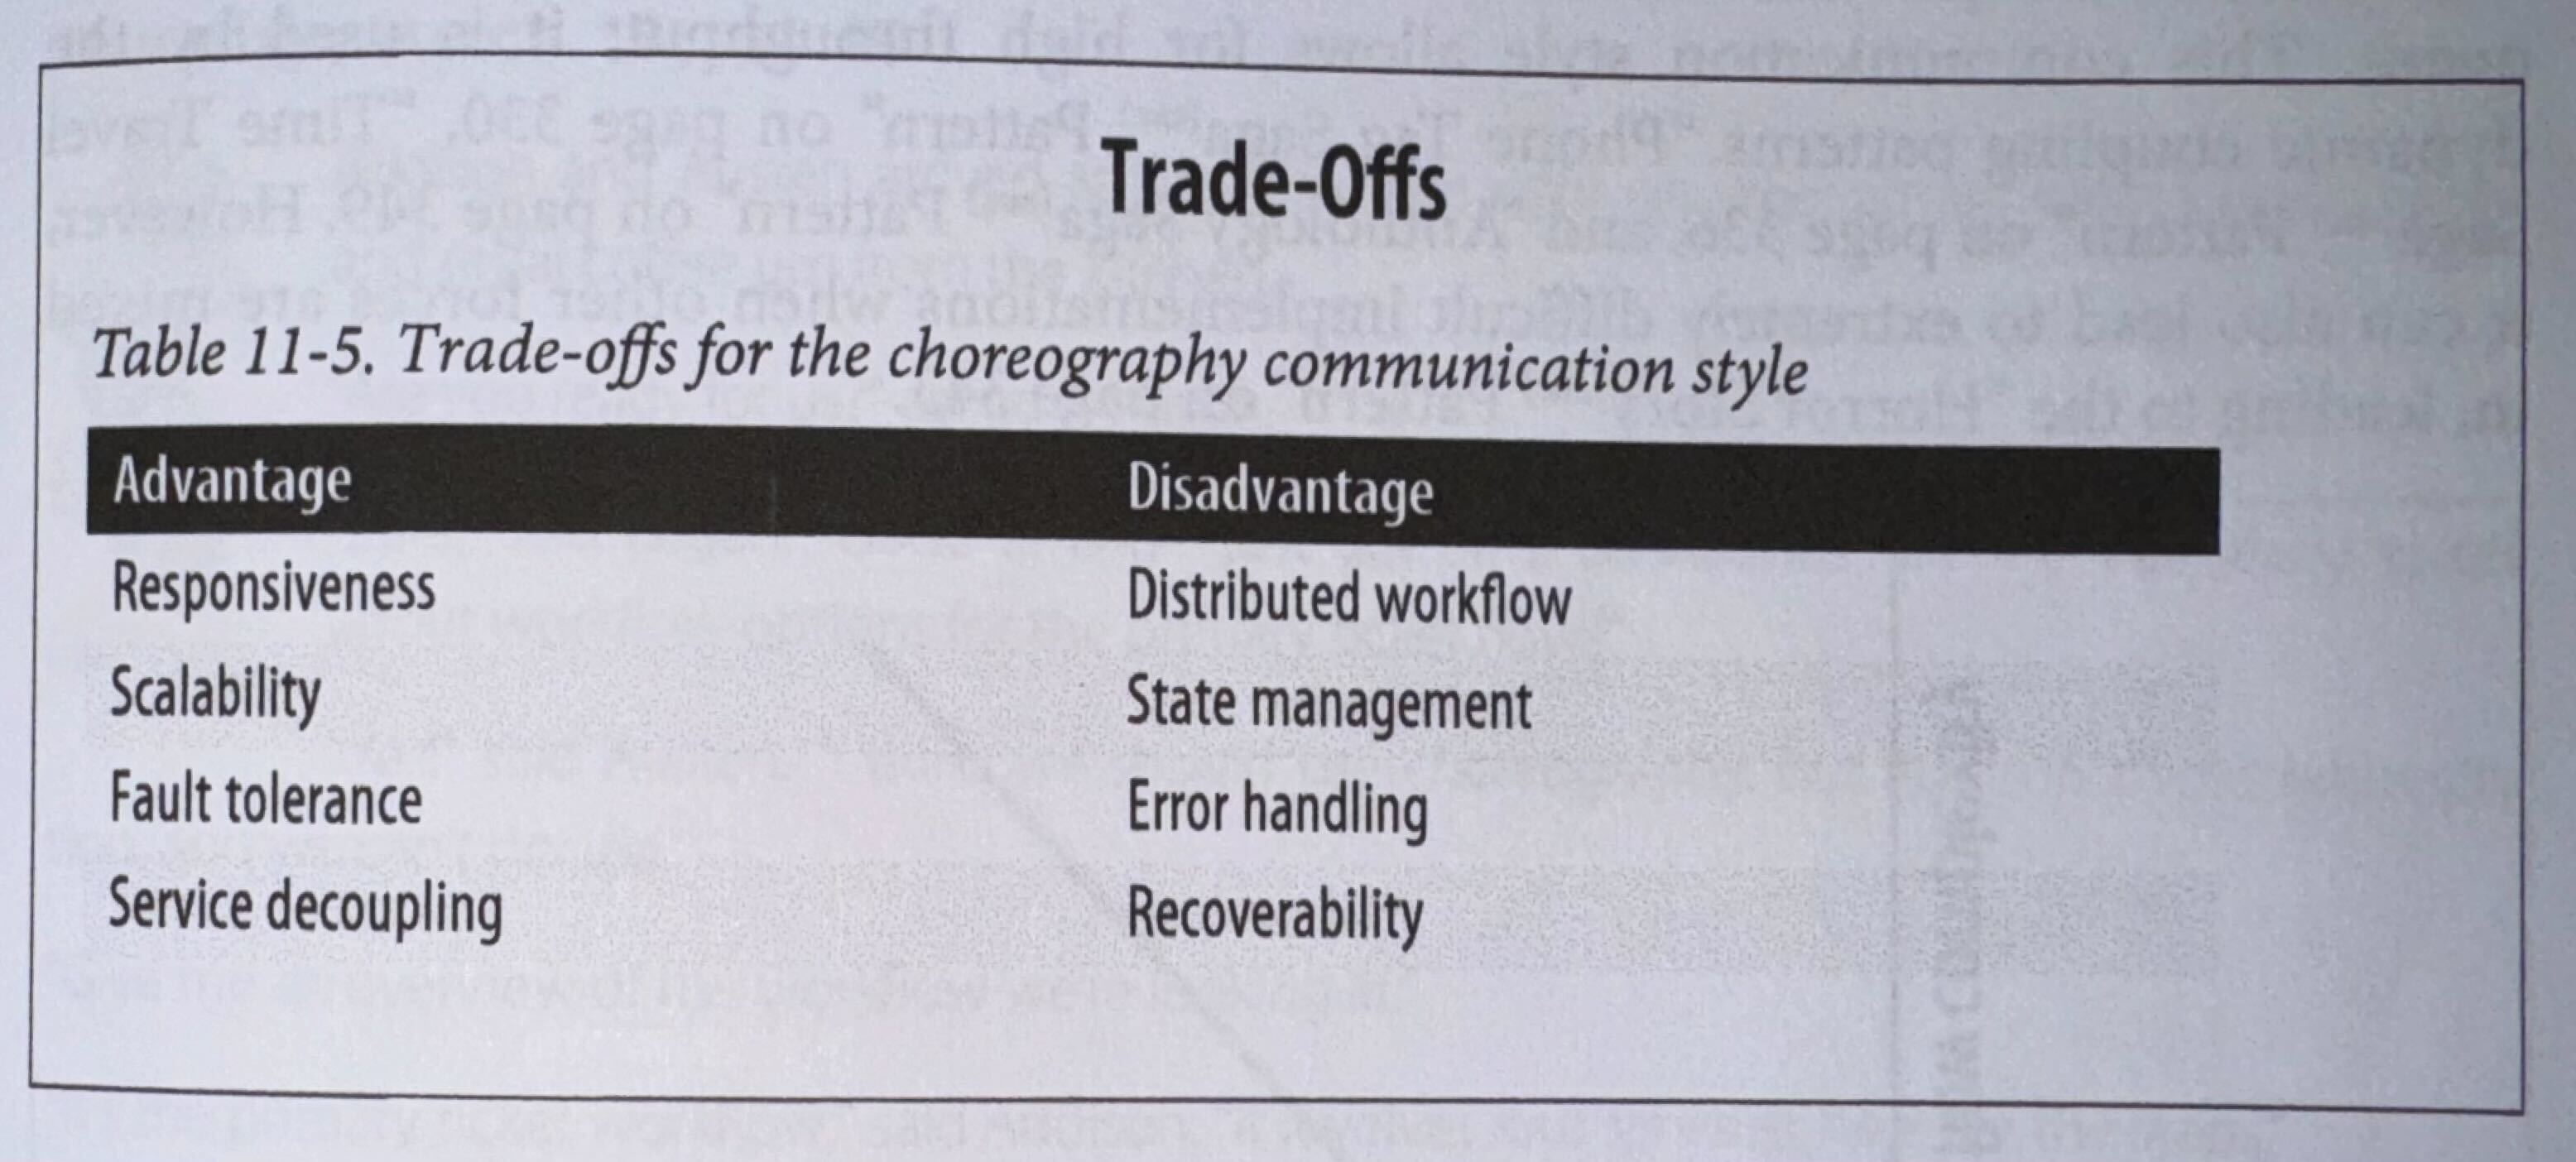 Trade-Offs
Table 11-5. Trade-offs for the choreography communication style
Advantage Disadvantage
Responsiveness Distributed workflow
Scalability State management
Fault tolerance Error handling
Service decoupling Recoverability